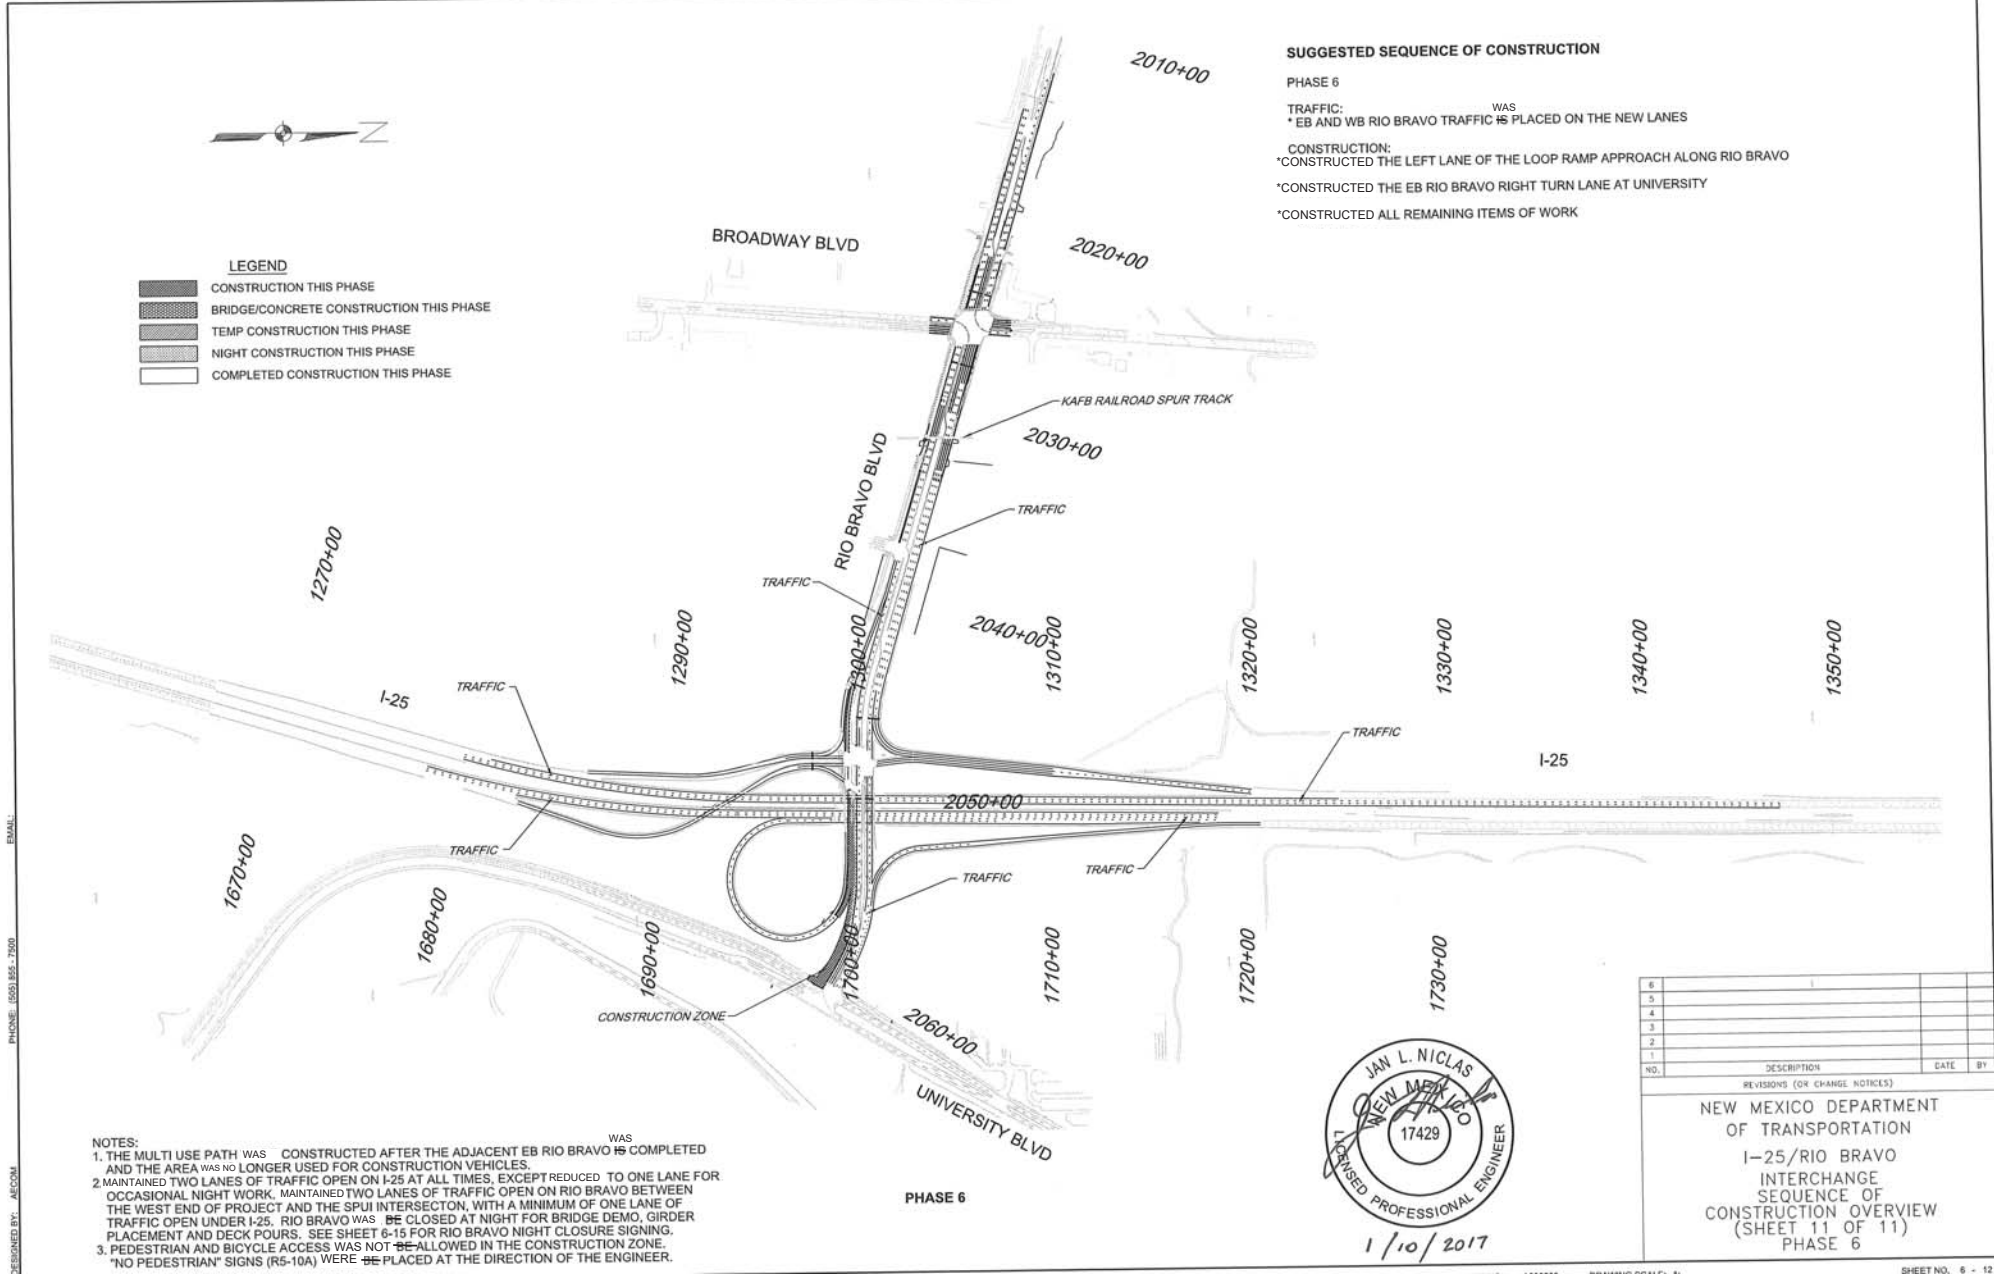 SUGGESTED SEQUENCE OF CONSTRUCTION
PHASE 6
TRAFFIC:
WAS
* EB AND WB RIO BRAVO TRAFFIC IS PLACED ON THE NEW LANES
CONSTRUCTION:
*CONSTRUCTED THE LEFT LANE OF THE LOOP RAMP APPROACH ALONG RIO BRAVO
*CONSTRUCTED THE EB RIO BRAVO RIGHT TURN LANE AT UNIVERSITY
*CONSTRUCTED ALL REMAINING ITEMS OF WORK
N
LEGEND
CONSTRUCTION THIS PHASE
BRIDGE/CONCRETE CONSTRUCTION THIS PHASE
TEMP CONSTRUCTION THIS PHASE
NIGHT CONSTRUCTION THIS PHASE
COMPLETED CONSTRUCTION THIS PHASE
2010+00
BROADWAY BLVD
2020+00
KAFB RAILROAD SPUR TRACK
2030+00
RIO BRAVO BLVD
TRAFFIC
TRAFFIC
1270+00
1290+00
1300+00
2040+00
1310+00
1320+00
1330+00
1340+00
1350+00
I-25
TRAFFIC
TRAFFIC
I-25
2050+00
TRAFFIC
TRAFFIC
TRAFFIC
1670+00
1680+00
1690+00
1700+00
1710+00
1720+00
1730+00
CONSTRUCTION ZONE
2060+00
UNIVERSITY BLVD
NOTES:
WAS
1. THE MULTI USE PATH WAS CONSTRUCTED AFTER THE ADJACENT EB RIO BRAVO IS COMPLETED
AND THE AREA WAS NO LONGER USED FOR CONSTRUCTION VEHICLES.
2 MAINTAINED TWO LANES OF TRAFFIC OPEN ON I-25 AT ALL TIMES, EXCEPT REDUCED TO ONE LANE FOR
OCCASIONAL NIGHT WORK. MAINTAINED TWO LANES OF TRAFFIC OPEN ON RIO BRAVO BETWEEN
THE WEST END OF PROJECT AND THE SPUI INTERSECTON, WITH A MINIMUM OF ONE LANE OF
TRAFFIC OPEN UNDER I-25. RIO BRAVO WAS BE CLOSED AT NIGHT FOR BRIDGE DEMO, GIRDER
PLACEMENT AND DECK POURS. SEE SHEET 6-15 FOR RIO BRAVO NIGHT CLOSURE SIGNING.
3. PEDESTRIAN AND BICYCLE ACCESS WAS NOT BE ALLOWED IN THE CONSTRUCTION ZONE.
"NO PEDESTRIAN" SIGNS (R5-10A) WERE BE PLACED AT THE DIRECTION OF THE ENGINEER.
PHASE 6
JAN L. NICLAS
NEW MEXICO
17429
LICENSED PROFESSIONAL ENGINEER
1/10/2017
6
5
4
3
2
1
NO. DESCRIPTION DATE BY
REVISIONS (OR CHANGE NOTICES)
NEW MEXICO DEPARTMENT
OF TRANSPORTATION
I-25/RIO BRAVO
INTERCHANGE
SEQUENCE OF
CONSTRUCTION OVERVIEW
(SHEET 11 OF 11)
PHASE 6
SHEET NO. 6 - 12
DESIGNED BY: AECOM
PHONE: (505) 855 - 7500
EMAIL: